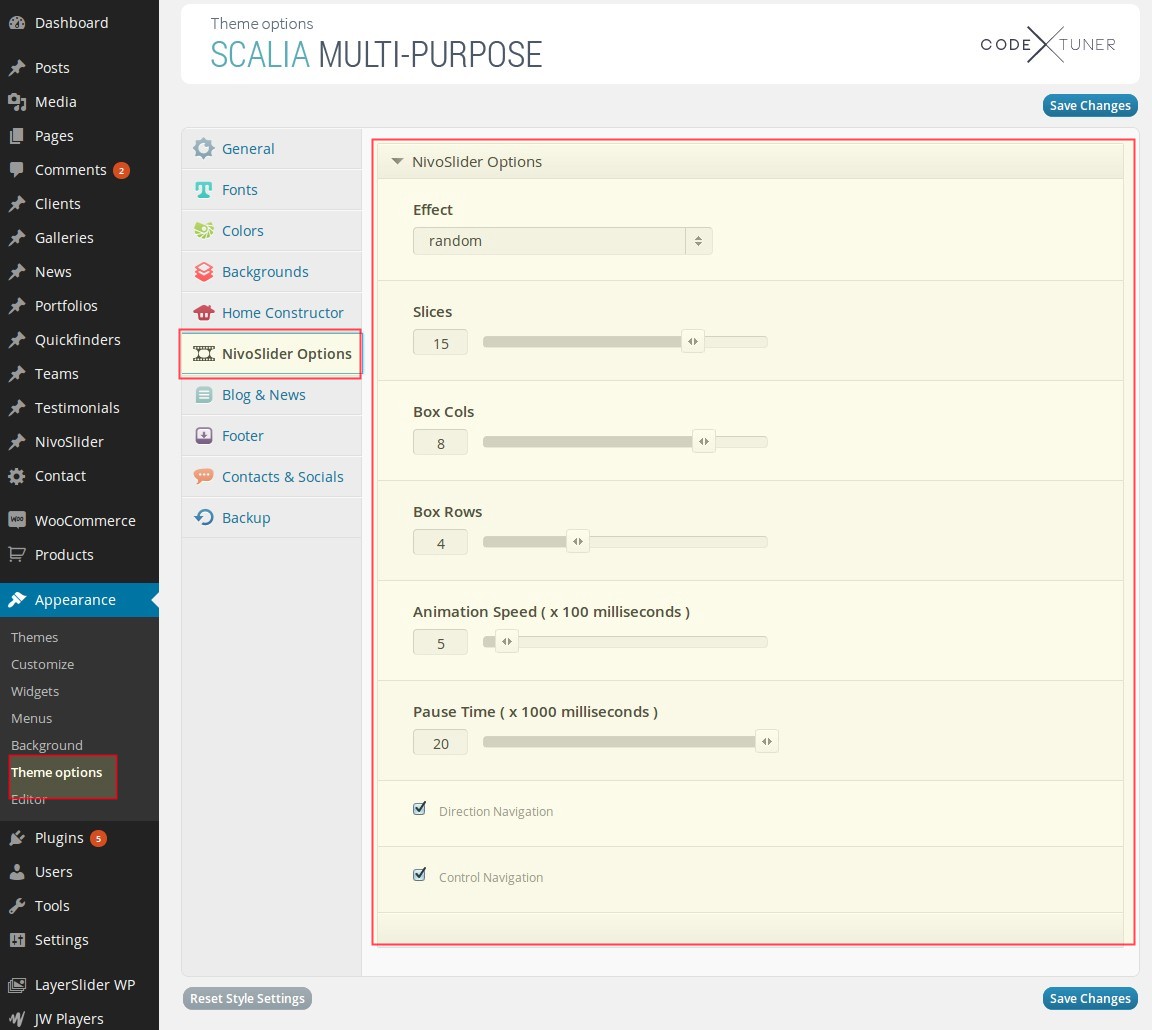 Dashboard
Posts
Media
Pages
Comments 2
Clients
Galleries
News
Portfolios
Quickfinders
Teams
Testimonials
NivoSlider
Contact
WOO WooCommerce
Products
Appearance
Themes
Customize
Widgets
Menus
Background
Theme options
Editor
Plugins 5
Users
Tools
Settings
LayerSlider WP
JW Players
Theme options
SCALIA MULTI-PURPOSE
CODE X TUNER
Save Changes
General
Fonts
Colors
Backgrounds
Home Constructor
NivoSlider Options
Blog & News
Footer
Contacts & Socials
Backup
NivoSlider Options
Effect
random
Slices
15
Box Cols
8
Box Rows
4
Animation Speed ( x 100 milliseconds )
5
Pause Time ( x 1000 milliseconds )
20
Direction Navigation
Control Navigation
Reset Style Settings
Save Changes